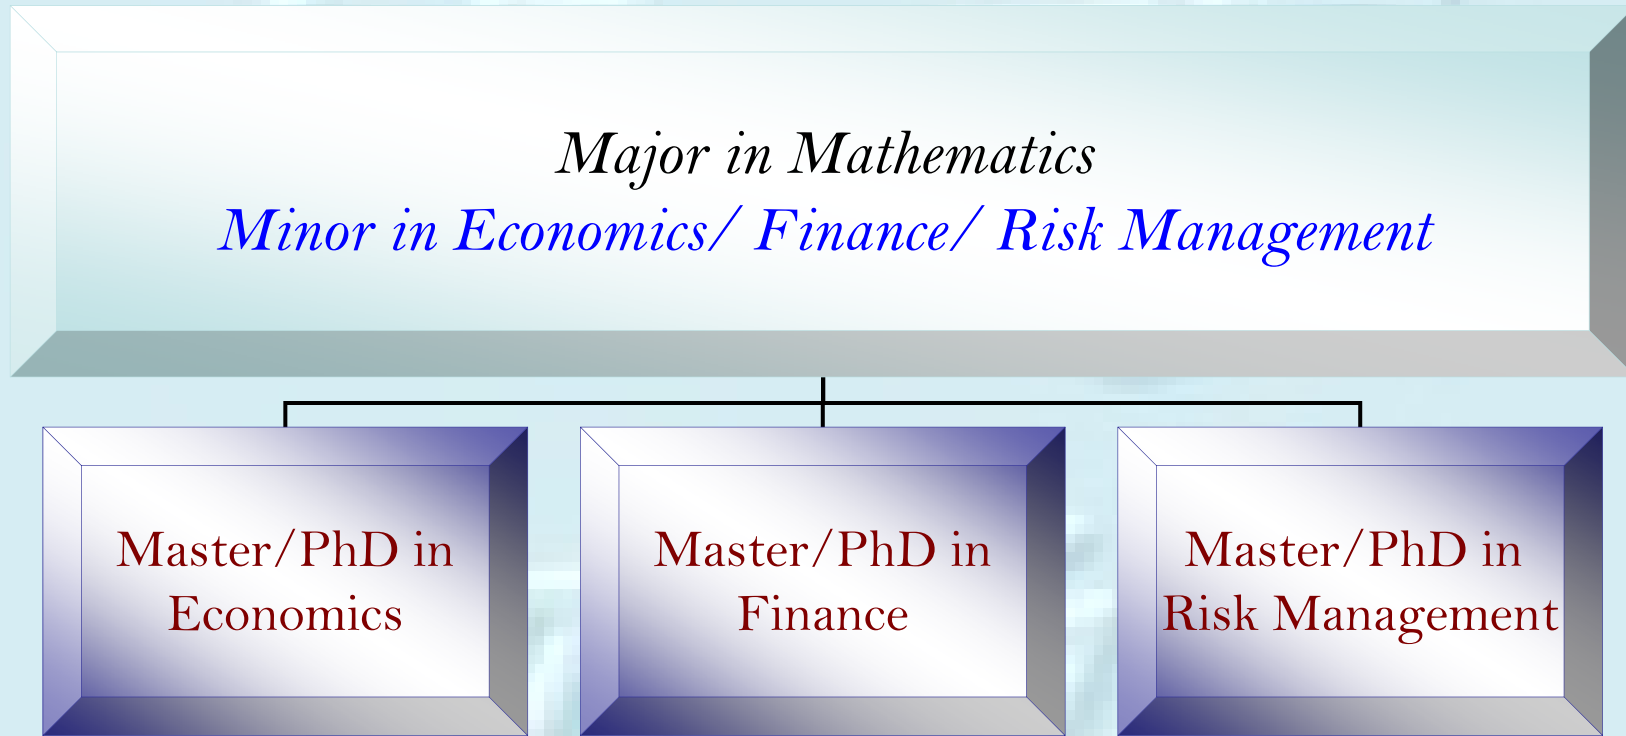 Major in Mathematics
Minor in Economics/ Finance/ Risk Management
Master/PhD in
Economics
Master/PhD in
Finance
Master/PhD in
Risk Management